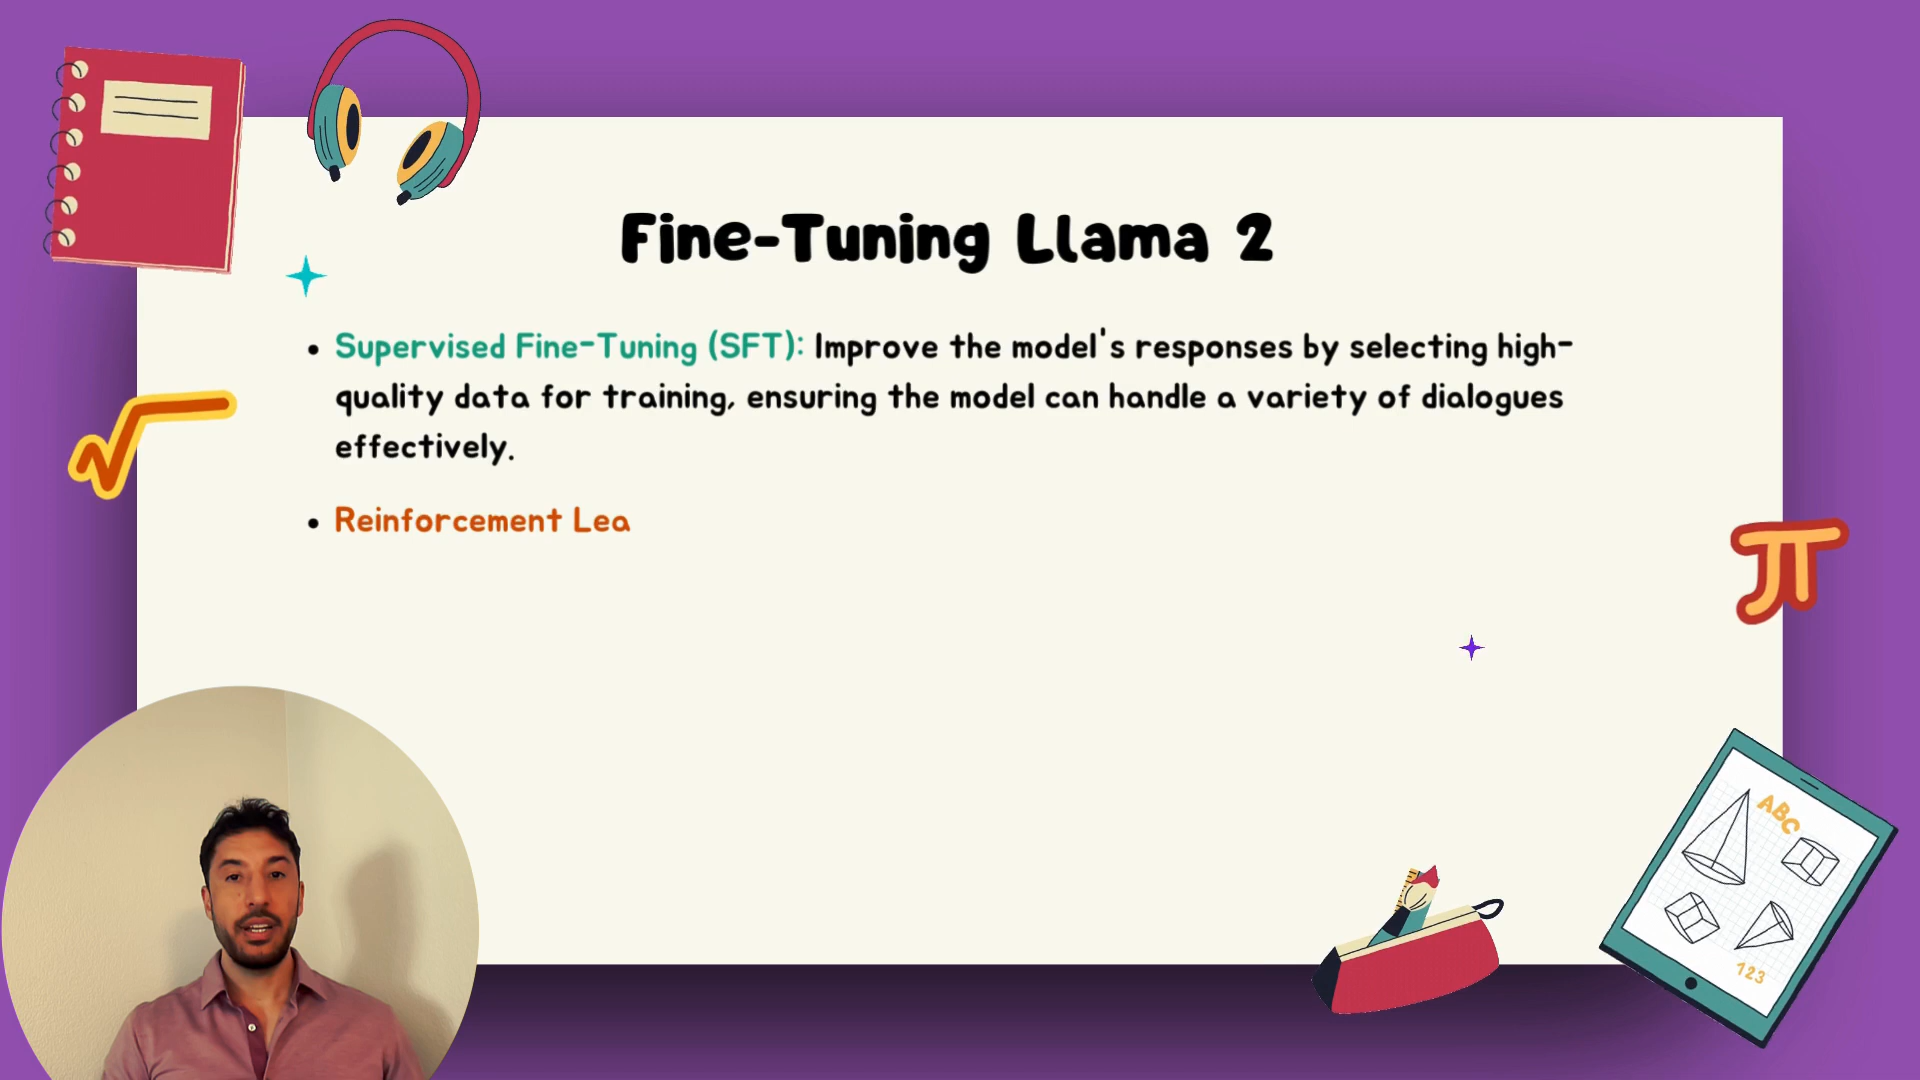 Fine-Tuning Llama 2
• Supervised Fine-Tuning (SFT): Improve the model's responses by selecting high-
quality data for training, ensuring the model can handle a variety of dialogues
effectively.
• Reinforcement Lea
π
ABC
123